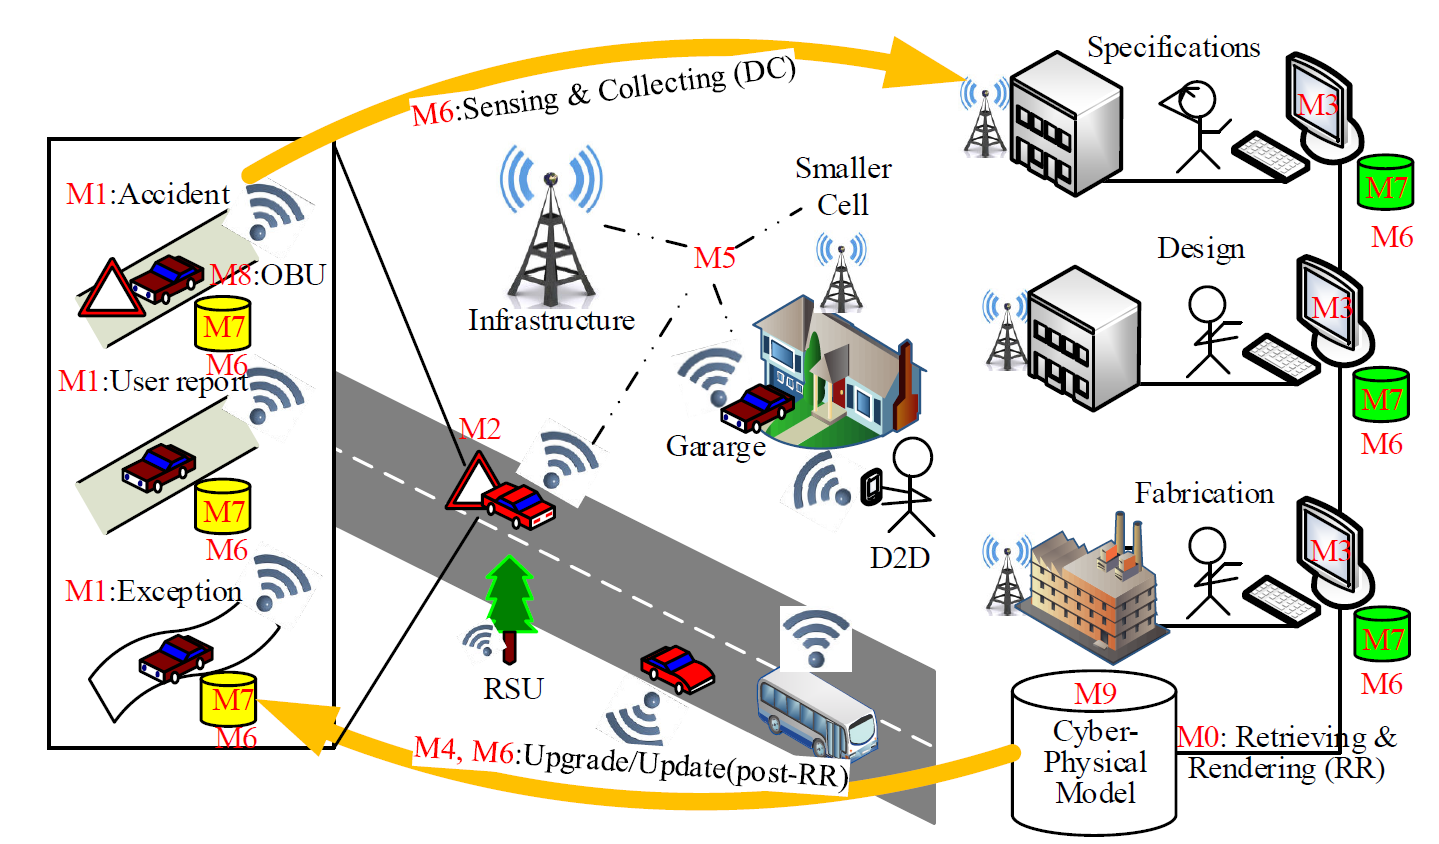 Specifications
M6:Sensing & Collecting (DC)
M3
M7
M6
M1:Accident
M8:OBU
M7
M6
M1:User report
M7
M6
M1:Exception
M7
M6
Smaller
Cell
M5
Infrastructure
M2
Gararge
D2D
RSU
Design
M3
M7
M6
Fabrication
M3
M7
M6
M9
Cyber-
Physical
Model
M0: Retrieving &
Rendering (RR)
M4, M6:Upgrade/Update(post-RR)